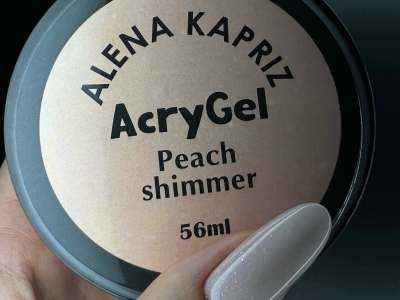 ALENA KAPRIZ
AcryGel
Peach
shimmer
56ml